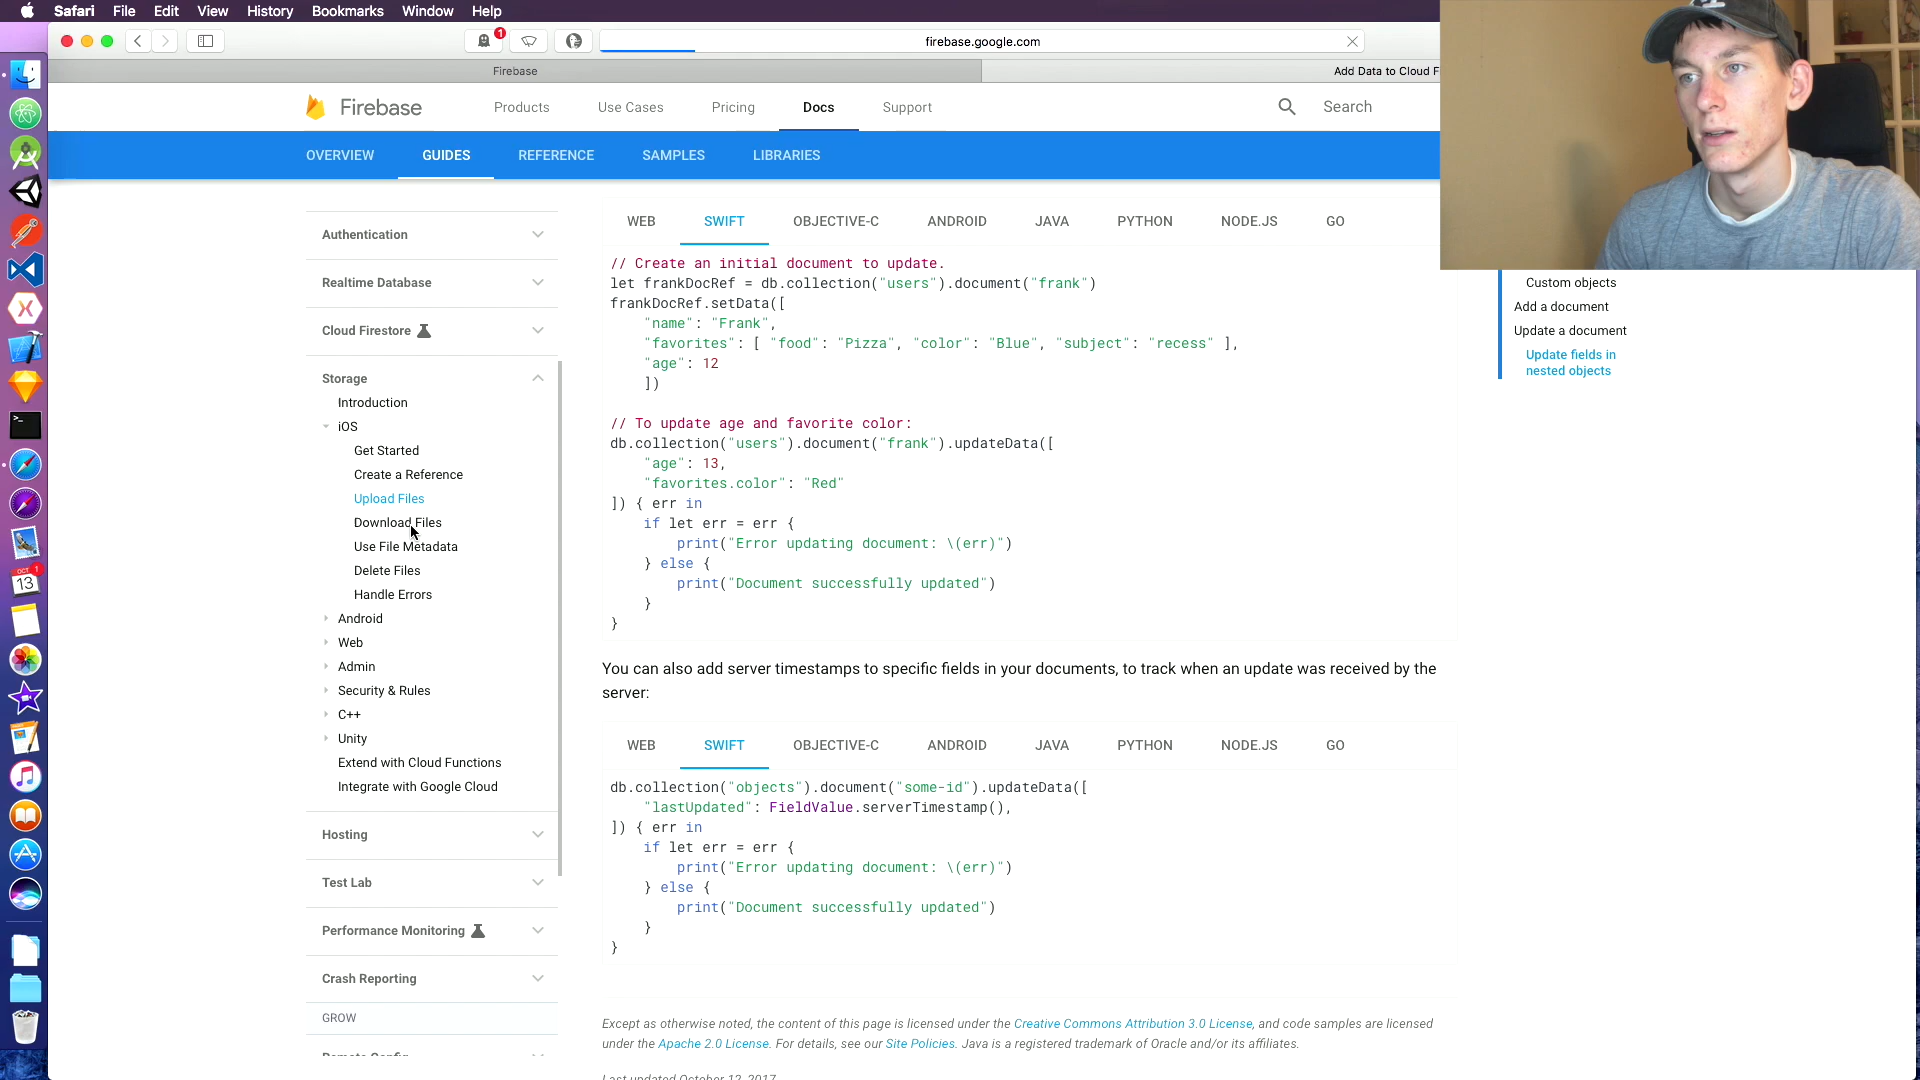 Safari File Edit View History Bookmarks Window Help
1
firebase.google.com
Firebase
Add Data to Cloud F
Firebase Products Use Cases Pricing Docs Support Search
OVERVIEW GUIDES REFERENCE SAMPLES LIBRARIES
Authentication
Realtime Database
Cloud Firestore
Storage
Introduction
iOS
Get Started
Create a Reference
Upload Files
Download Files
Use File Metadata
Delete Files
Handle Errors
Android
Web
Admin
Security & Rules
C++
Unity
Extend with Cloud Functions
Integrate with Google Cloud
Hosting
Test Lab
Performance Monitoring
Crash Reporting
GROW
Remote Config
WEB SWIFT OBJECTIVE-C ANDROID JAVA PYTHON NODE.JS GO
// Create an initial document to update.
let frankDocRef = db.collection("users").document("frank")
frankDocRef.setData([
"name": "Frank",
"favorites": [ "food": "Pizza", "color": "Blue", "subject": "recess" ],
"age": 12
])
// To update age and favorite color:
db.collection("users").document("frank").updateData([
"age": 13,
"favorites.color": "Red"
]) { err in
if let err = err {
print("Error updating document: \(err)")
} else {
print("Document successfully updated")
}
}
You can also add server timestamps to specific fields in your documents, to track when an update was received by the
server:
WEB SWIFT OBJECTIVE-C ANDROID JAVA PYTHON NODE.JS GO
db.collection("objects").document("some-id").updateData([
"lastUpdated": FieldValue.serverTimestamp(),
]) { err in
if let err = err {
print("Error updating document: \(err)")
} else {
print("Document successfully updated")
}
}
Except as otherwise noted, the content of this page is licensed under the Creative Commons Attribution 3.0 License, and code samples are licensed
under the Apache 2.0 License. For details, see our Site Policies. Java is a registered trademark of Oracle and/or its affiliates.
Last updated October 12, 2017
Custom objects
Add a document
Update a document
Update fields in
nested objects
OCT 1
13